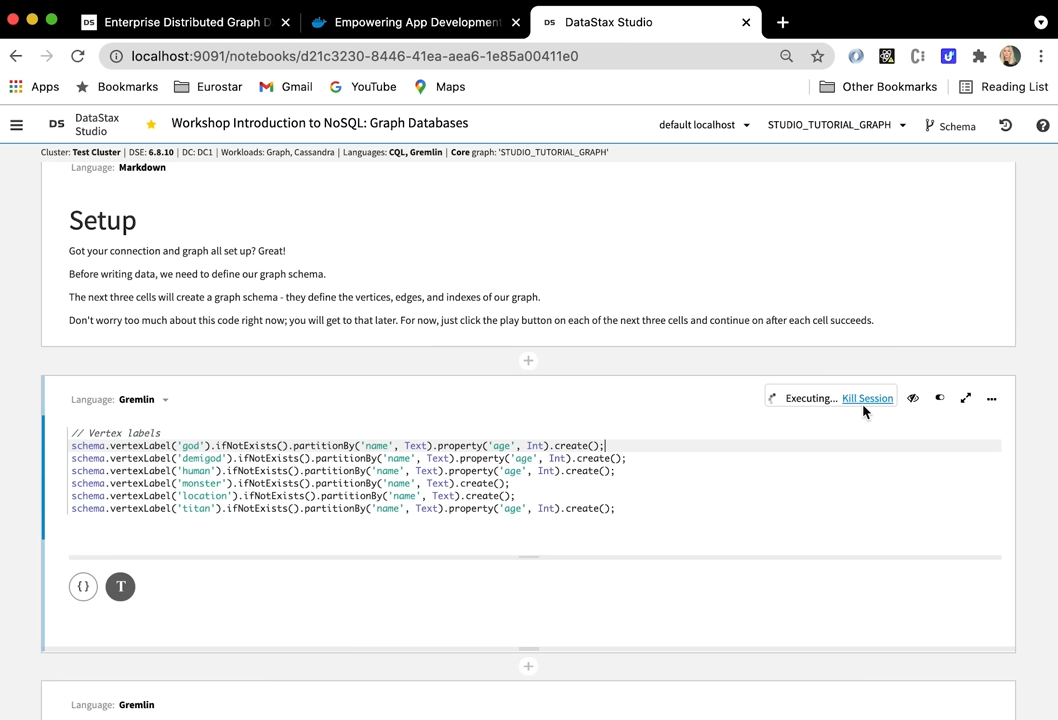 DS Enterprise Distributed Graph D
Empowering App Development
DS DataStax Studio
localhost:9091/notebooks/d21c3230-8446-41ea-aea6-1e85a00411e0
Apps Bookmarks Eurostar Gmail YouTube Maps Other Bookmarks Reading List
DS DataStax Studio
Workshop Introduction to NoSQL: Graph Databases
default localhost STUDIO_TUTORIAL_GRAPH Schema
Cluster: Test Cluster | DSE: 6.8.10 | DC: DC1 | Workloads: Graph, Cassandra | Languages: CQL, Gremlin | Core graph: 'STUDIO_TUTORIAL_GRAPH'
Language: Markdown
Setup
Got your connection and graph all set up? Great!
Before writing data, we need to define our graph schema.
The next three cells will create a graph schema - they define the vertices, edges, and indexes of our graph.
Don't worry too much about this code right now; you will get to that later. For now, just click the play button on each of the next three cells and continue on after each cell succeeds.
Language: Gremlin
Executing... Kill Session
// Vertex labels
schema.vertexLabel('god').ifNotExists().partitionBy('name', Text).property('age', Int).create();
schema.vertexLabel('demigod').ifNotExists().partitionBy('name', Text).property('age', Int).create();
schema.vertexLabel('human').ifNotExists().partitionBy('name', Text).property('age', Int).create();
schema.vertexLabel('monster').ifNotExists().partitionBy('name', Text).create();
schema.vertexLabel('location').ifNotExists().partitionBy('name', Text).create();
schema.vertexLabel('titan').ifNotExists().partitionBy('name', Text).property('age', Int).create();
{} T
Language: Gremlin